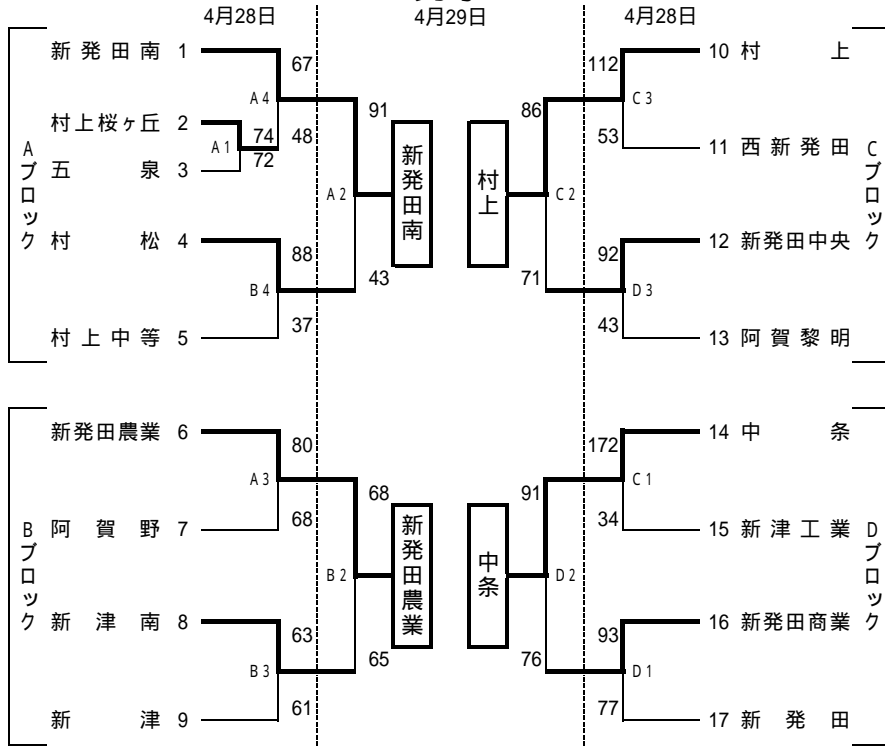 4月28日 4月29日 4月28日
Aブロック
新発田南 1
村上桜ヶ丘 2
五泉 3
村松 4
村上中等 5
A4
67
48
A1
74
72
B4
88
37
A2
91
43
新発田南
Cブロック
10 村上
11 西新発田
12 新発田中央
13 阿賀黎明
112
53
C3
92
43
D3
86
71
C2
村上
Bブロック
新発田農業 6
阿賀野 7
新津南 8
新津 9
A3
80
68
B3
63
61
B2
68
65
新発田農業
Dブロック
14 中条
15 新津工業
16 新発田商業
17 新発田
172
34
C1
93
77
D1
91
76
D2
中条